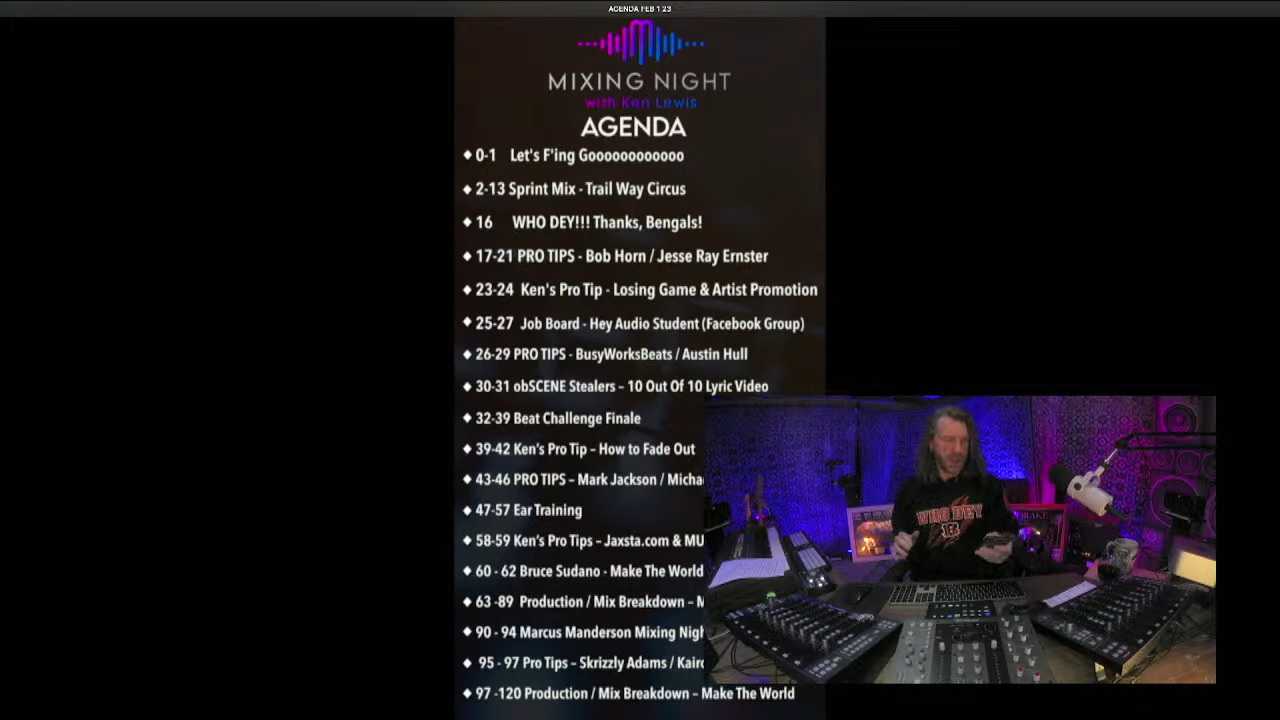 AGENDA FEB 1 23
MIXING NIGHT
with Ken Lewis
AGENDA
◆ 0-1 Let's F'ing Goooooooooooo
◆ 2-13 Sprint Mix - Trail Way Circus
◆ 16 WHO DEY!!! Thanks, Bengals!
◆ 17-21 PRO TIPS - Bob Horn / Jesse Ray Ernster
◆ 23-24 Ken's Pro Tip - Losing Game & Artist Promotion
◆ 25-27 Job Board - Hey Audio Student (Facebook Group)
◆ 26-29 PRO TIPS - BusyWorksBeats / Austin Hull
◆ 30-31 obSCENE Stealers – 10 Out Of 10 Lyric Video
◆ 32-39 Beat Challenge Finale
◆ 39-42 Ken's Pro Tip – How to Fade Out
◆ 43-46 PRO TIPS – Mark Jackson / Micha
◆ 47-57 Ear Training
◆ 58-59 Ken's Pro Tips – Jaxsta.com & MU
◆ 60 - 62 Bruce Sudano - Make The World
◆ 63 -89 Production / Mix Breakdown – M
◆ 90 - 94 Marcus Manderson Mixing Nigh
◆ 95 - 97 Pro Tips – Skrizzly Adams / Kairo
◆ 97 -120 Production / Mix Breakdown – Make The World
WHO DEY
B
DRAKE